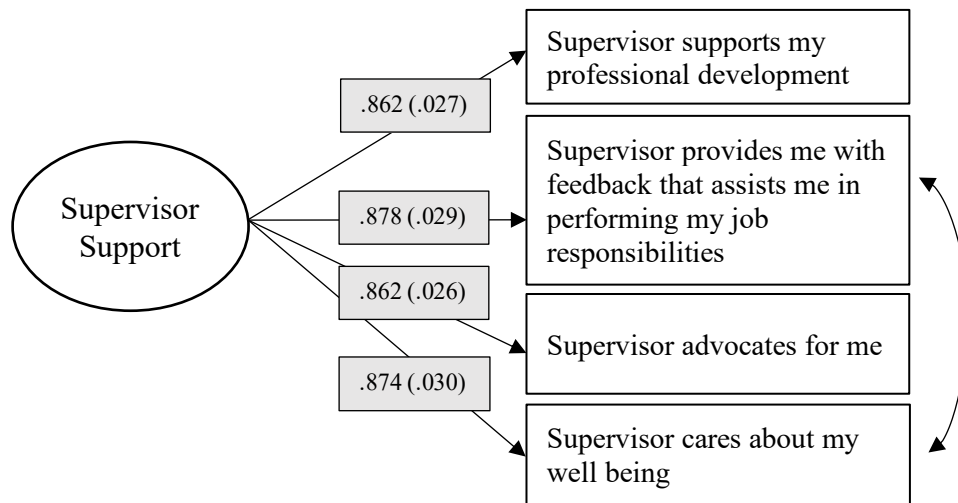 Supervisor supports my
professional development
.862 (.027)
Supervisor provides me with
feedback that assists me in
performing my job
responsibilities
Supervisor
Support
.878 (.029)
.862 (.026)
Supervisor advocates for me
.874 (.030)
Supervisor cares about my
well being